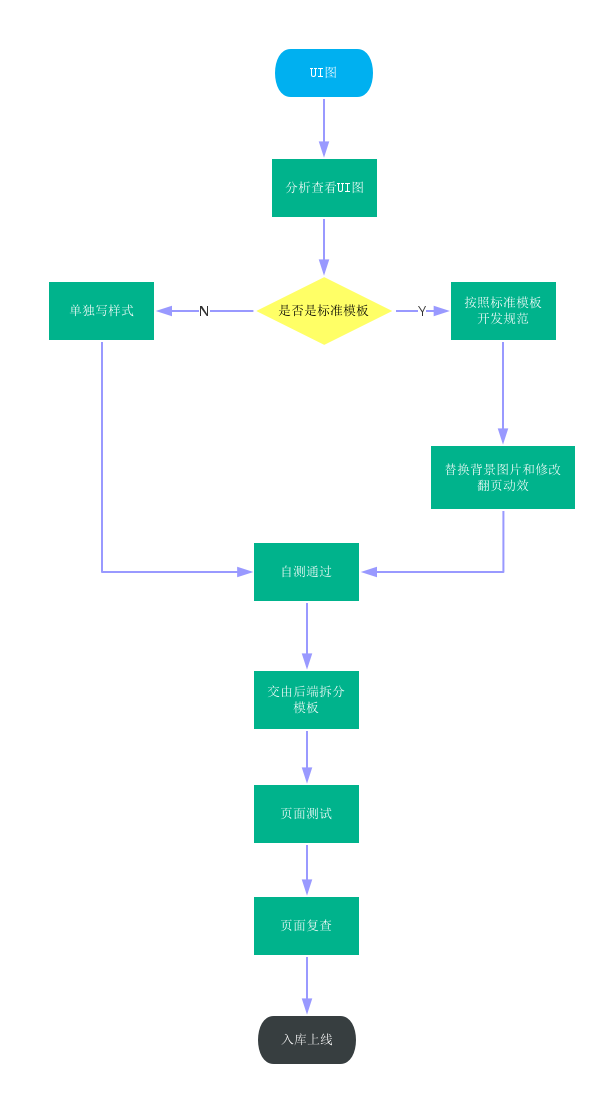 UI图
分析查看UI图
单独写样式
N
是否是标准模板
Y
按照标准模板
开发规范
替换背景图片和修改
翻页动效
自测通过
交由后端拆分
模板
页面测试
页面复查
入库上线